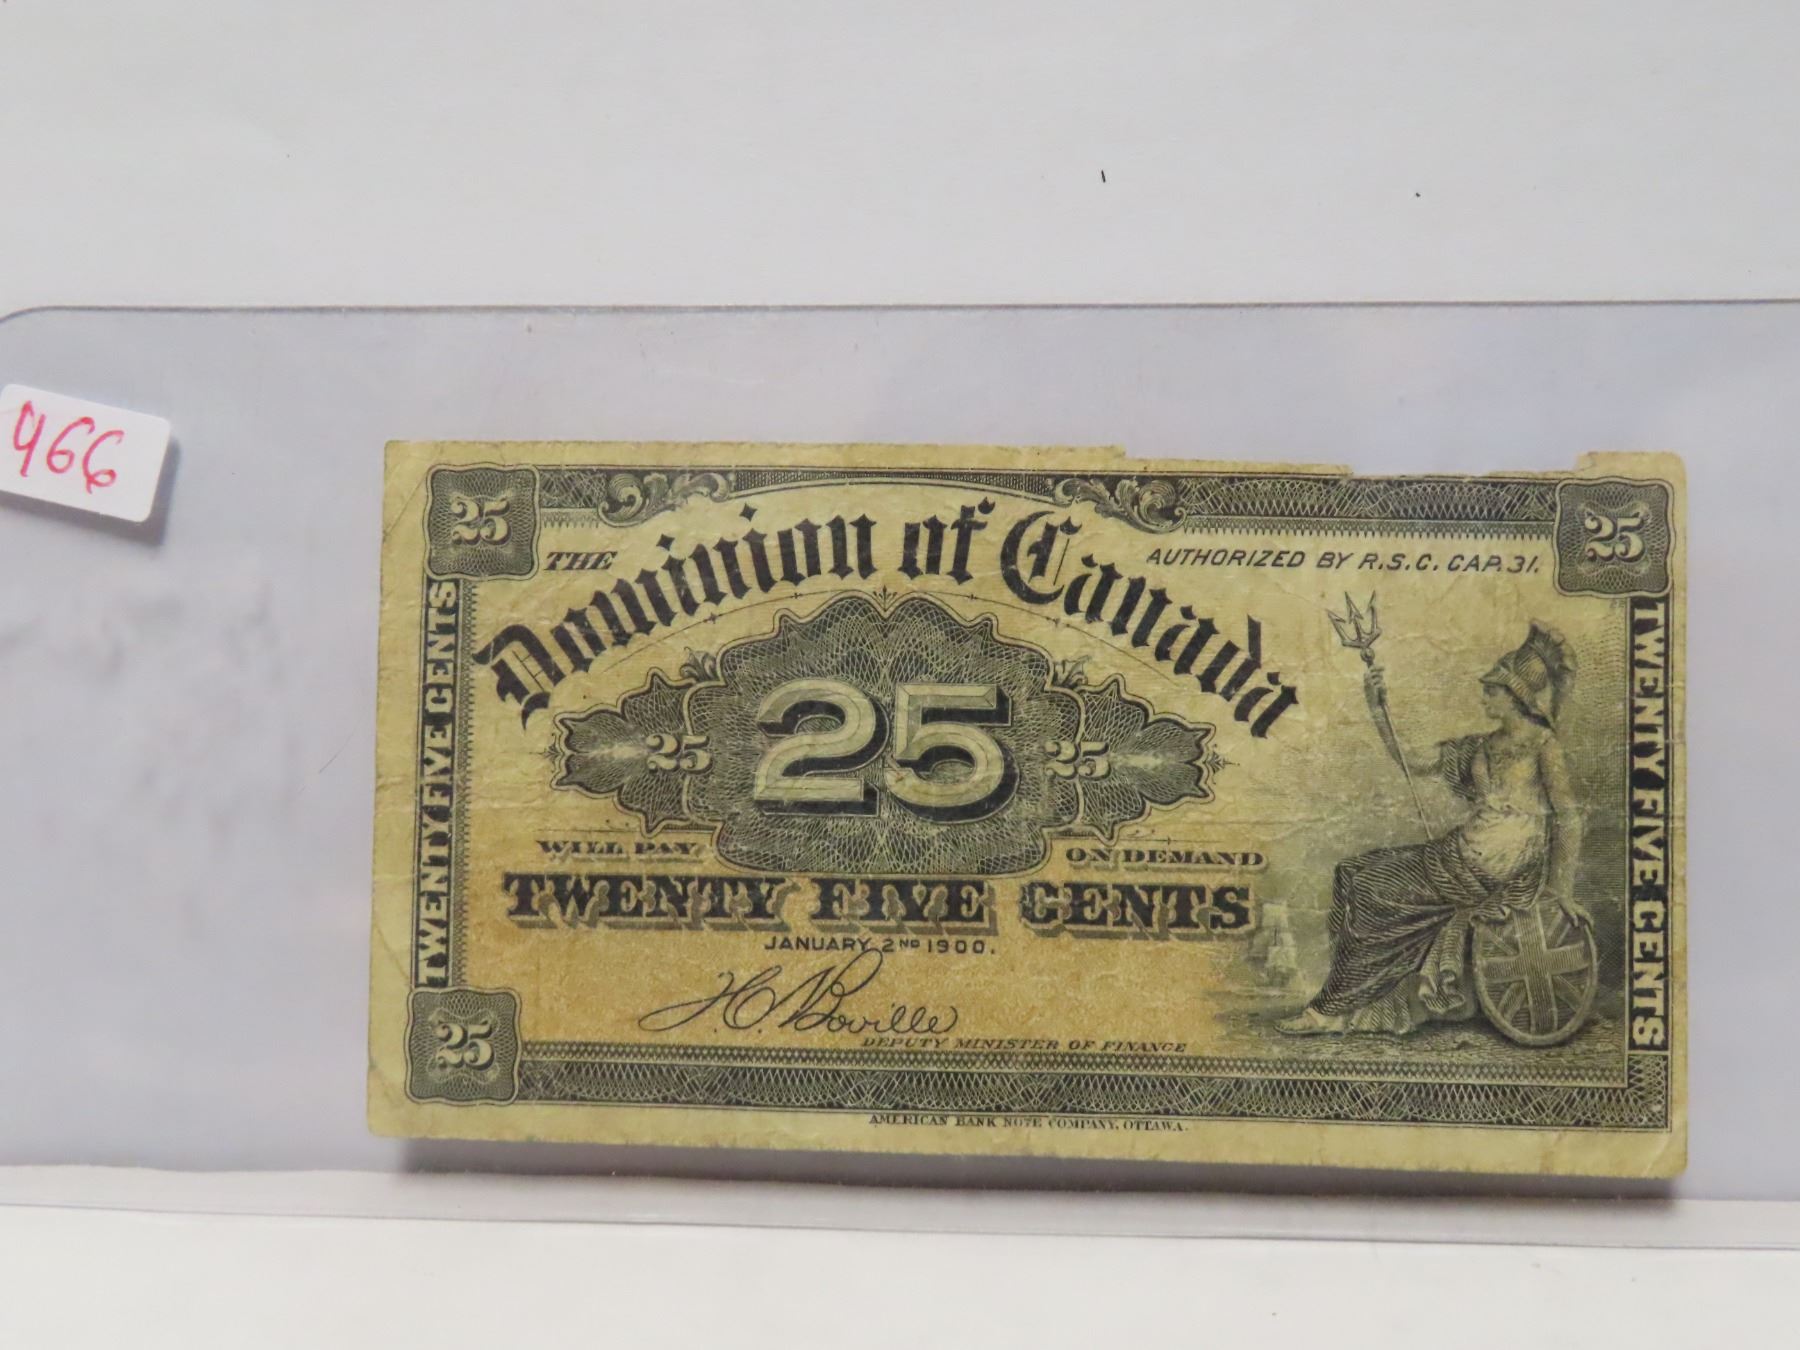 466
25
25
THE
Dominion of Canada
AUTHORIZED BY R.S.C. CAP. 31.
TWENTY FIVE CENTS
TWENTY FIVE CENTS
25
25
25
WILL PAY
ON DEMAND
TWENTY FIVE CENTS
JANUARY 2ND 1900.
H.C. Boville
DEPUTY MINISTER OF FINANCE
25
AMERICAN BANK NOTE COMPANY, OTTAWA.